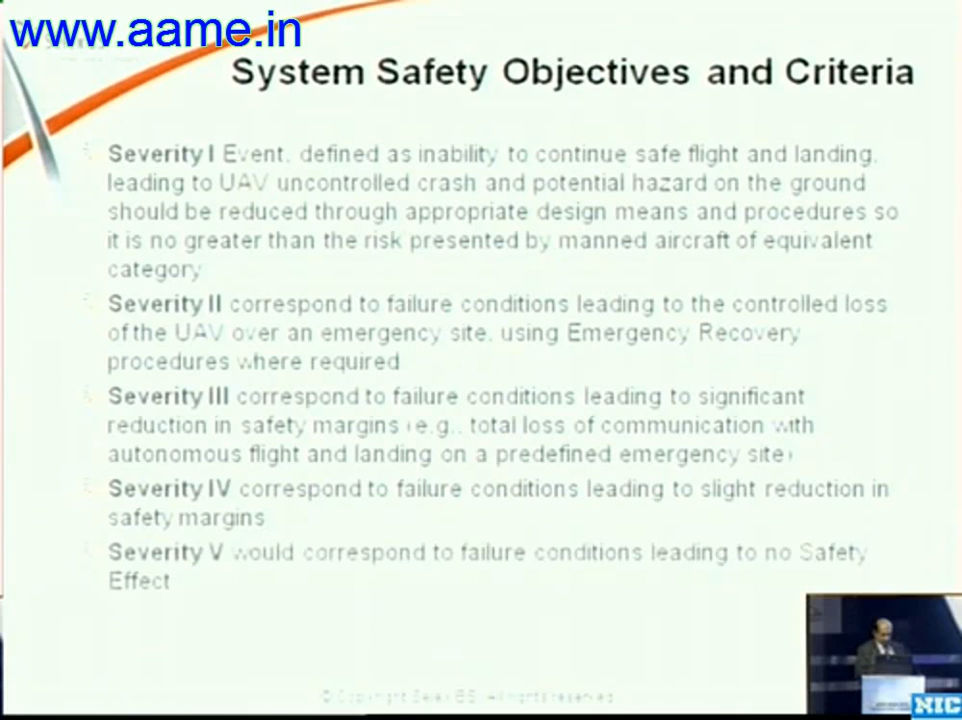 www.aame.in
System Safety Objectives and Criteria
Severity I Event, defined as inability to continue safe flight and landing,
leading to UAV uncontrolled crash and potential hazard on the ground
should be reduced through appropriate design means and procedures so
it is no greater than the risk presented by manned aircraft of equivalent
category
Severity II correspond to failure conditions leading to the controlled loss
of the UAV over an emergency site, using Emergency Recovery
procedures where required
Severity III correspond to failure conditions leading to significant
reduction in safety margins (e.g., total loss of communication with
autonomous flight and landing on a predefined emergency site)
Severity IV correspond to failure conditions leading to slight reduction in
safety margins
Severity V would correspond to failure conditions leading to no Safety
Effect
© Copyright Selex ES. All rights reserved
NIC